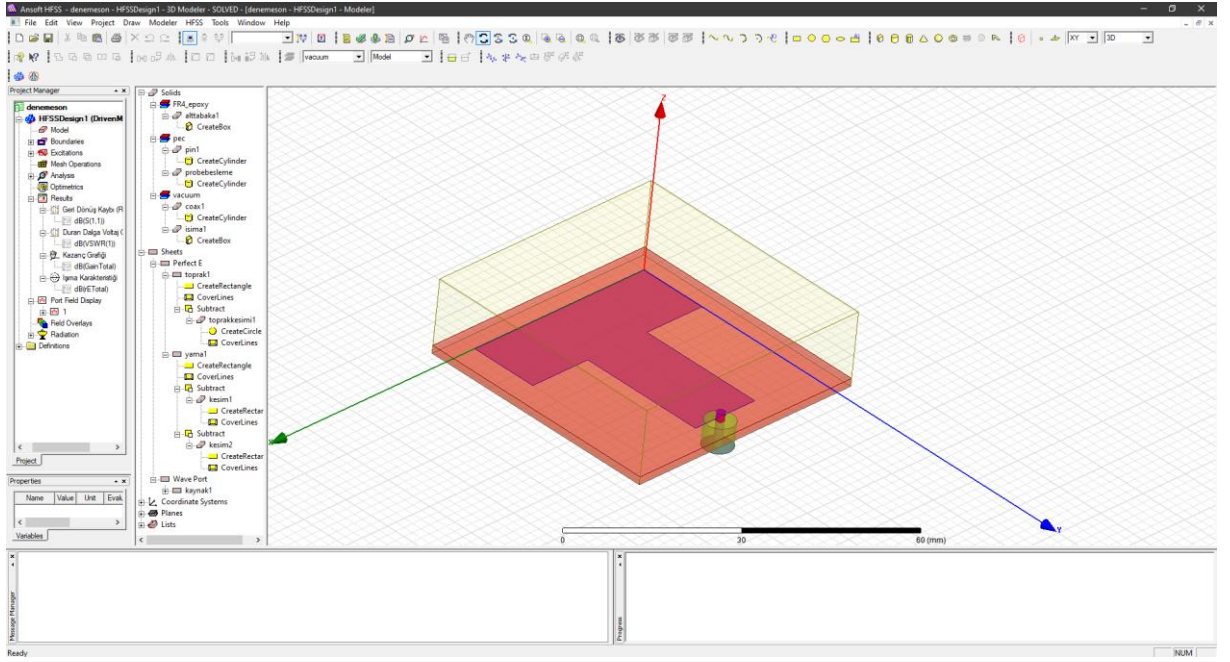 Ansoft HFSS - denemeson - HFSSDesign1 - 3D Modeler - SOLVED - [denemeson - HFSSDesign1 - Modeler]
File Edit View Project Draw Modeler HFSS Tools Window Help
XY 3D
vacuum Model
Project Manager
denemeson
HFSSDesign1 (DrivenM
Model
Boundaries
Excitations
Mesh Operations
Analysis
Optimetrics
Results
Geri Dönüş Kaybı (R
dB(S(1,1))
Duran Dalga Voltaj (
dB(VSWR(1))
Kazanç Grafiği
dB(GainTotal)
Işıma Karakteristiği
dB(rETotal)
Port Field Display
1
Field Overlays
Radiation
Definitions
Project
Properties
Name Value Unit Eval.
Variables
Solids
FR4_epoxy
alttabaka1
CreateBox
pec
pin1
CreateCylinder
probebesleme
CreateCylinder
vacuum
coax1
CreateCylinder
isima1
CreateBox
Sheets
Perfect E
toprak1
CreateRectangle
CoverLines
Subtract
toprakkesimi1
CreateCircle
CoverLines
yama1
CreateRectangle
CoverLines
Subtract
kesim1
CreateRectar
CoverLines
Subtract
kesim2
CreateRectar
CoverLines
Wave Port
kaynak1
Coordinate Systems
Planes
Lists
Z
Y
0 30 60 (mm)
Message Manager
Progress
Ready
NUM